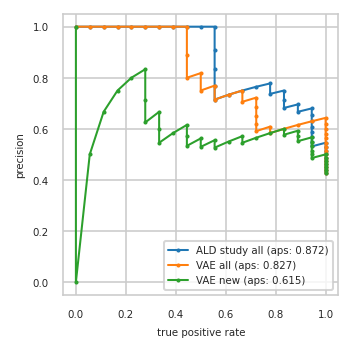 1.0
0.8
0.6
0.4
0.2
0.0
precision
0.0 0.2 0.4 0.6 0.8 1.0
true positive rate
ALD study all (aps: 0.872)
VAE all (aps: 0.827)
VAE new (aps: 0.615)